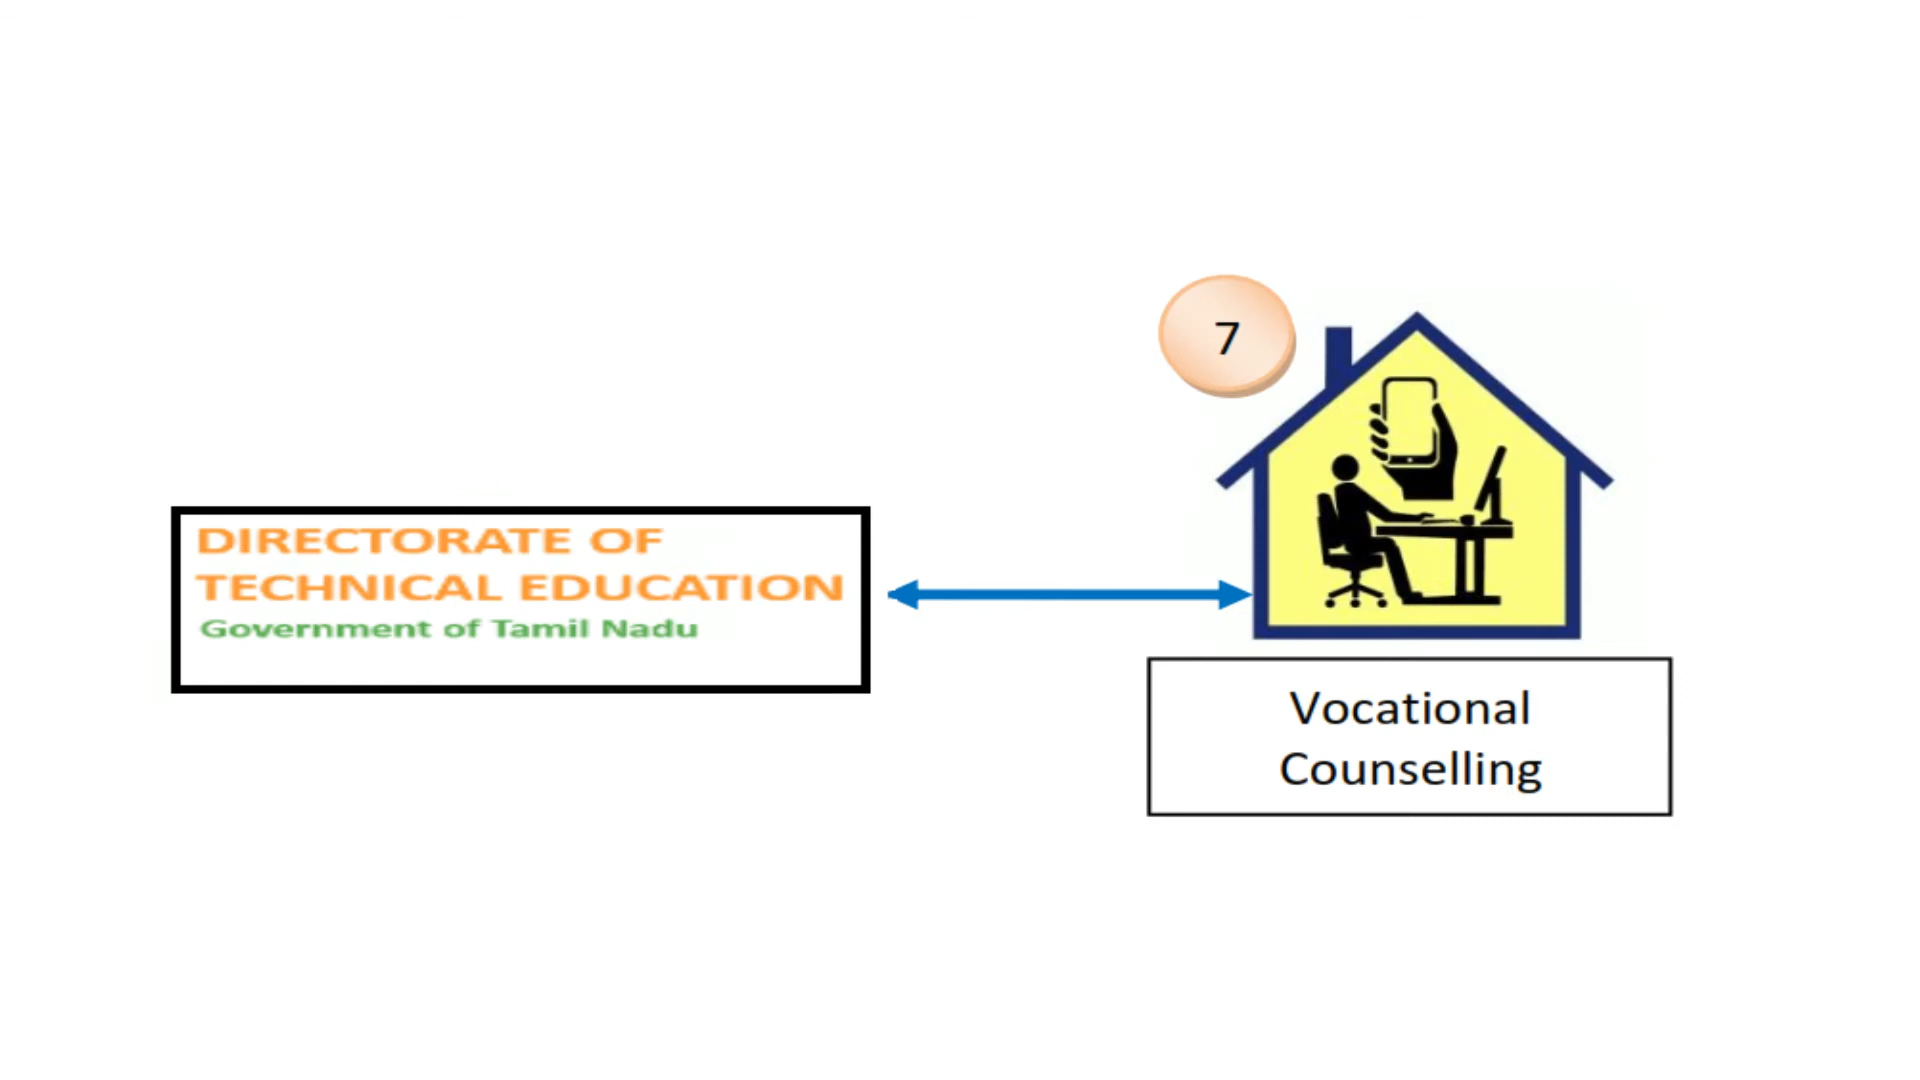 7
DIRECTORATE OF
TECHNICAL EDUCATION
Government of Tamil Nadu
Vocational
Counselling